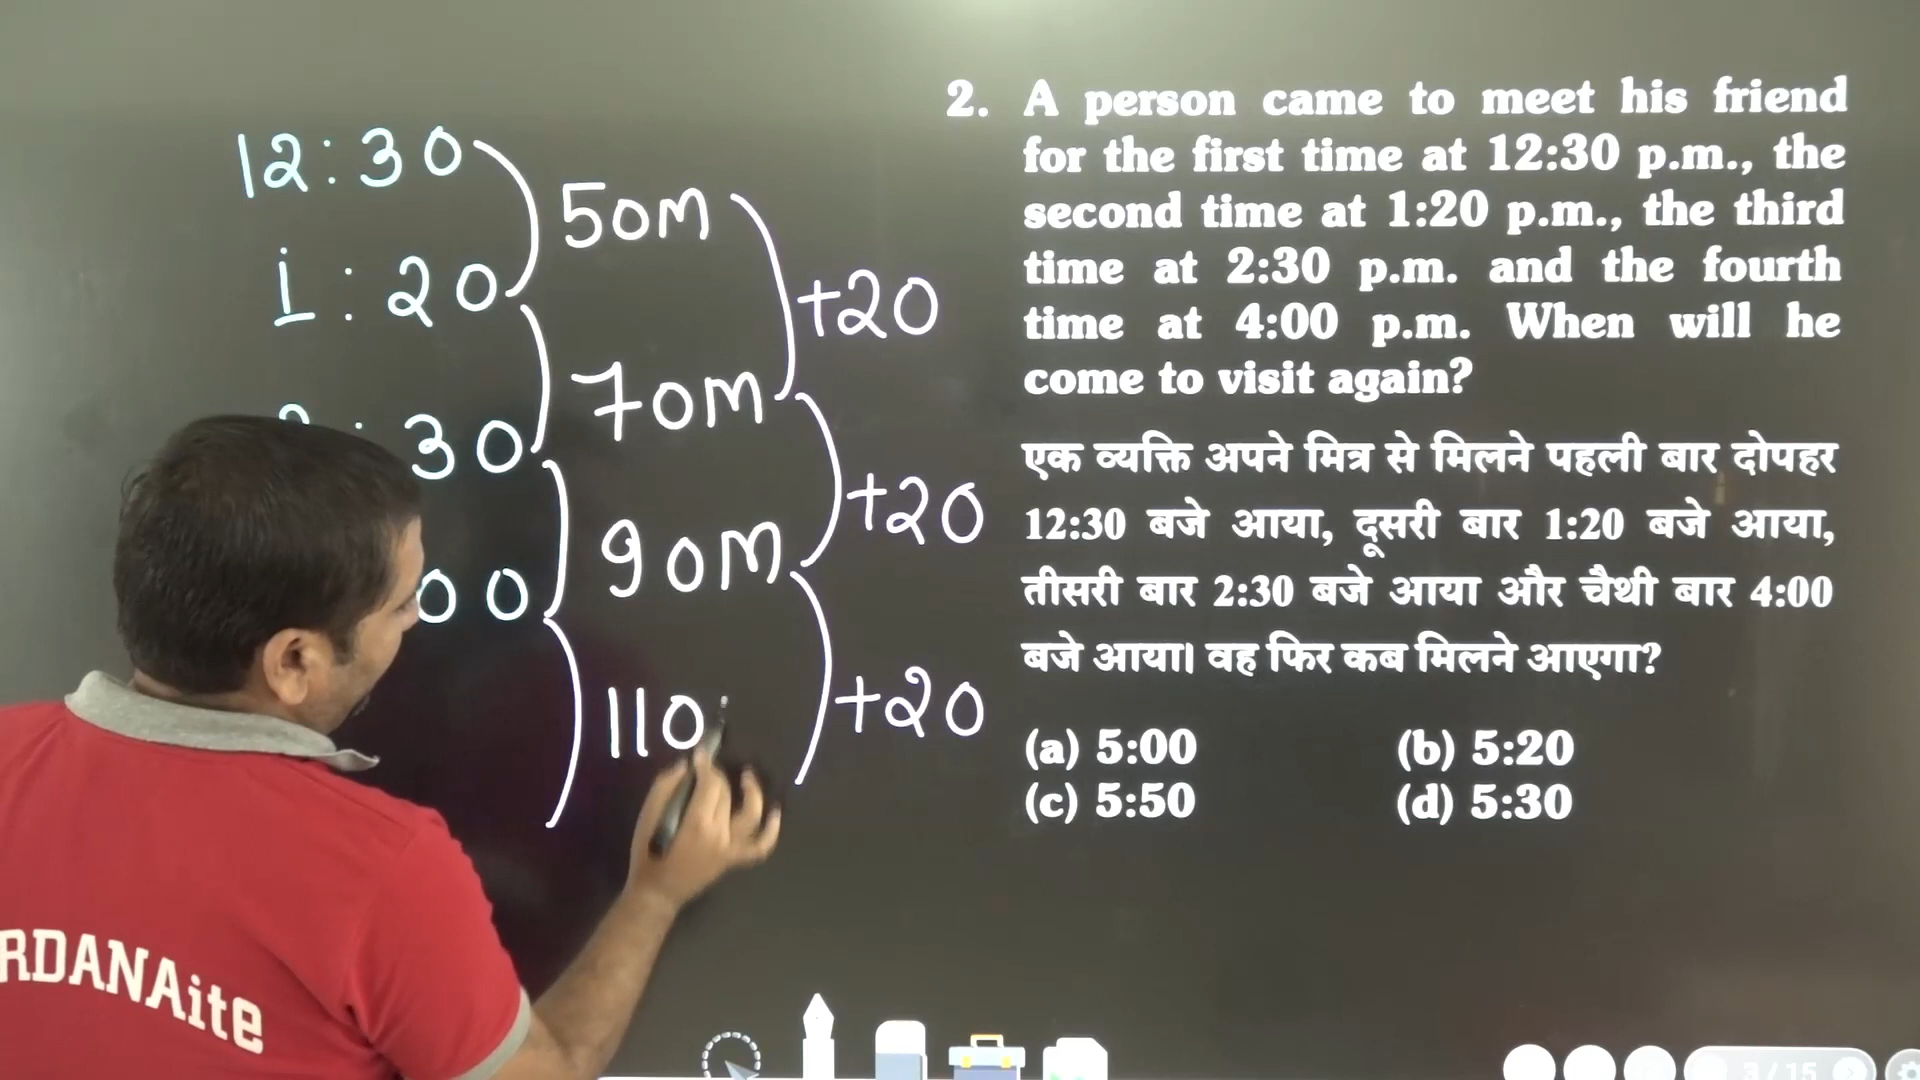 12:30
50m
1:20
+20
70m
:30
+20
90m
00
110
+20
2. A person came to meet his friend
for the first time at 12:30 p.m., the
second time at 1:20 p.m., the third
time at 2:30 p.m. and the fourth
time at 4:00 p.m. When will he
come to visit again?
एक व्यक्ति अपने मित्र से मिलने पहली बार दोपहर
12:30 बजे आया, दूसरी बार 1:20 बजे आया,
तीसरी बार 2:30 बजे आया और चैथी बार 4:00
बजे आया। वह फिर कब मिलने आएगा?
(a) 5:00 (b) 5:20
(c) 5:50 (d) 5:30
RDANAite
3/15